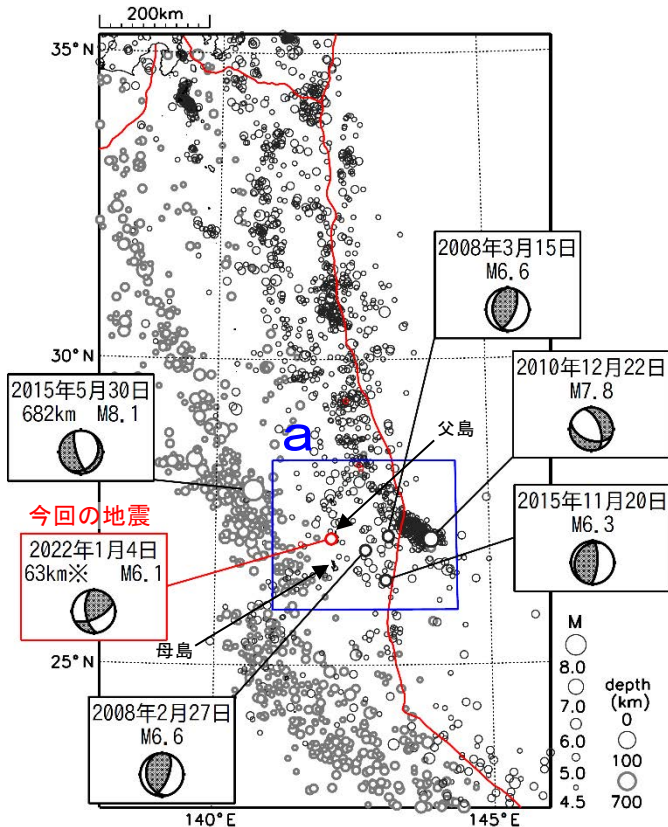 200km
35°N
2008年3月15日
M6.6
30°N
2010年12月22日
M7.8
2015年5月30日
682km M8.1
a
父島
今回の地震
2015年11月20日
M6.3
2022年1月4日
63km※ M6.1
母島
25°N
2008年2月27日
M6.6
M
8.0
7.0
6.0
5.0
4.5
depth
(km)
0
100
700
140°E
145°E